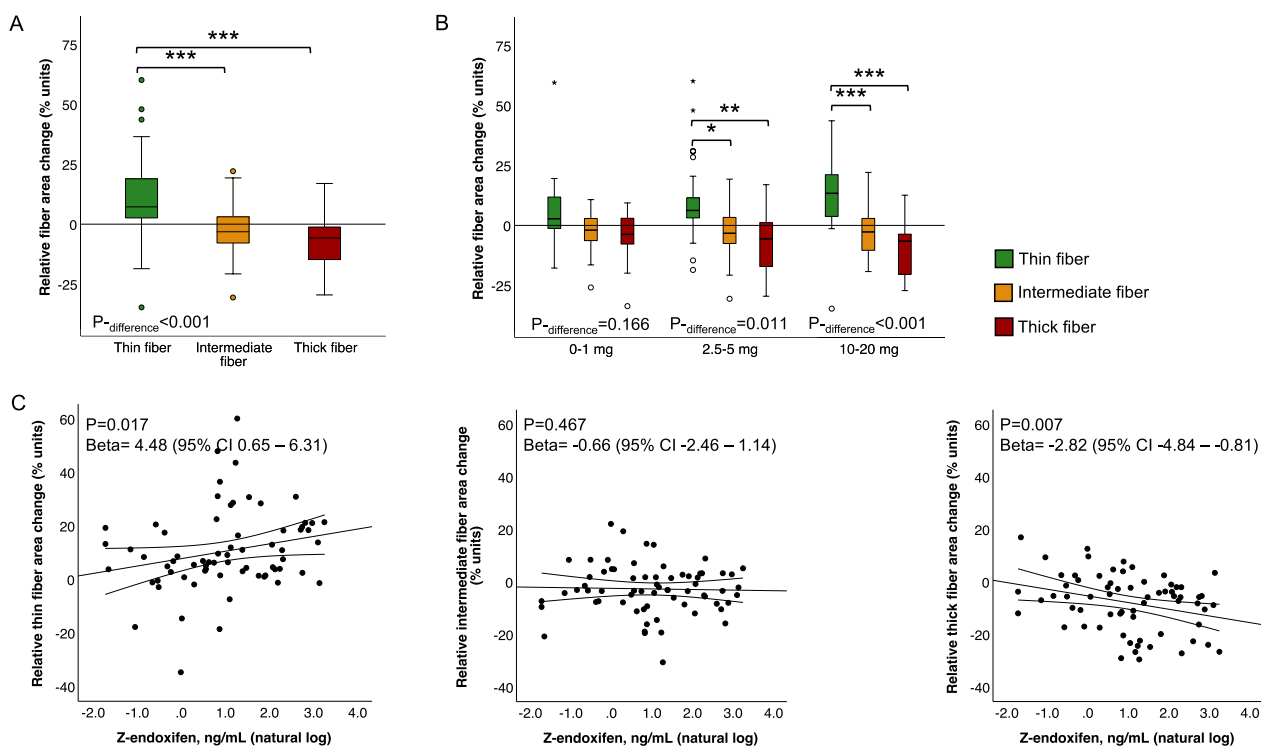 A
Relative fiber area change (% units)
75
50
25
0
-25
***
***
P-difference<0.001
Thin fiber
Intermediate
fiber
Thick fiber
B
Relative fiber area change (% units)
75
50
25
0
-25
*
*
*
**
***
***
P-difference=0.166
P-difference=0.011
P-difference<0.001
0-1 mg
2.5-5 mg
10-20 mg
Thin fiber
Intermediate fiber
Thick fiber
C
Relative thin fiber area change (% units)
P=0.017
Beta= 4.48 (95% CI 0.65 – 6.31)
60
40
20
0
-20
-40
-2.0 -1.0 .0 1.0 2.0 3.0 4.0
Z-endoxifen, ng/mL (natural log)
Relative intermediate fiber area change
(% units)
P=0.467
Beta= -0.66 (95% CI -2.46 – 1.14)
60
40
20
0
-20
-40
-2.0 -1.0 .0 1.0 2.0 3.0 4.0
Z-endoxifen, ng/mL (natural log)
Relative thick fiber area change (% units)
P=0.007
Beta= -2.82 (95% CI -4.84 – -0.81)
60
40
20
0
-20
-40
-2.0 -1.0 .0 1.0 2.0 3.0 4.0
Z-endoxifen, ng/mL (natural log)